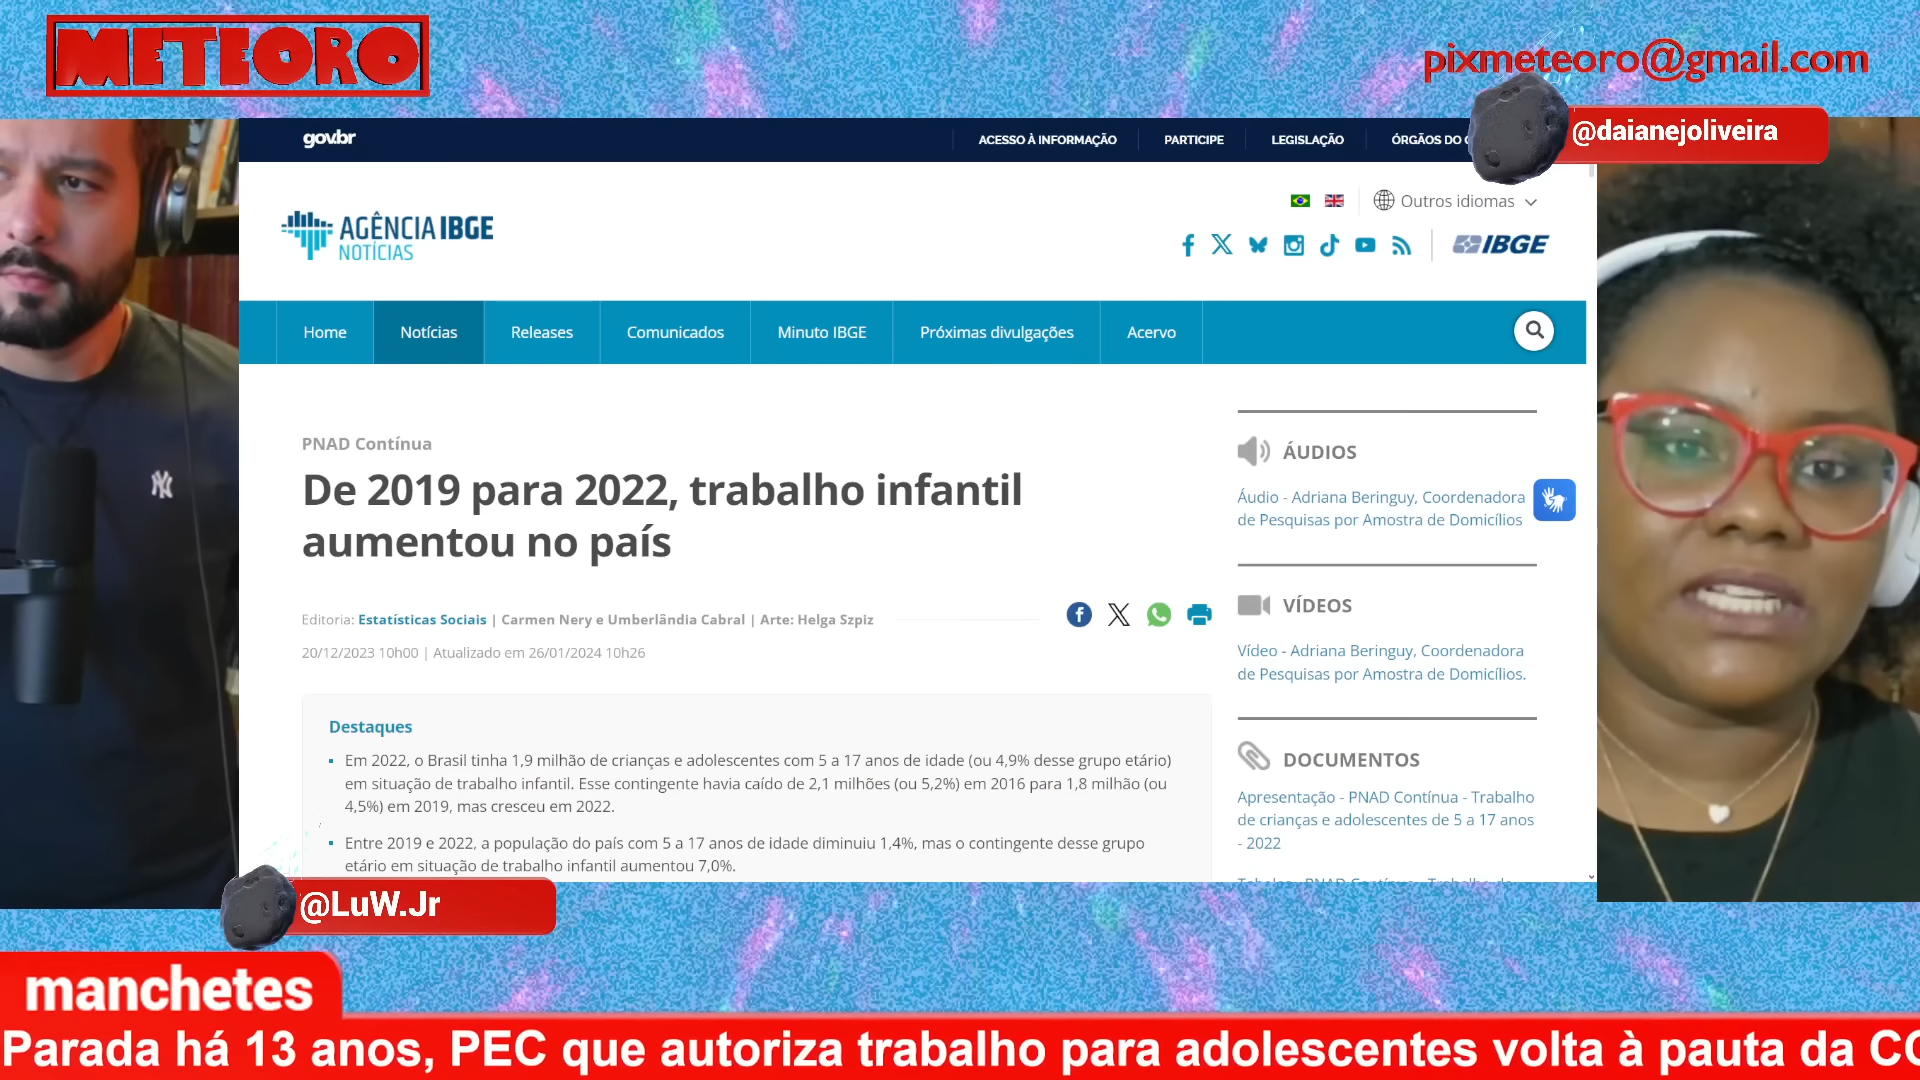 METEORO
pixmeteoro@gmail.com
@daianejoliveira
gov.br
ACESSO À INFORMAÇÃO
PARTICIPE
LEGISLAÇÃO
ÓRGÃOS DO
Outros idiomas
AGÊNCIA IBGE
NOTÍCIAS
IBGE
Home
Notícias
Releases
Comunicados
Minuto IBGE
Próximas divulgações
Acervo
PNAD Contínua
De 2019 para 2022, trabalho infantil
aumentou no país
Editoria: Estatísticas Sociais | Carmen Nery e Umberlândia Cabral | Arte: Helga Szpiz
20/12/2023 10h00 | Atualizado em 26/01/2024 10h26
Destaques
Em 2022, o Brasil tinha 1,9 milhão de crianças e adolescentes com 5 a 17 anos de idade (ou 4,9% desse grupo etário)
em situação de trabalho infantil. Esse contingente havia caído de 2,1 milhões (ou 5,2%) em 2016 para 1,8 milhão (ou
4,5%) em 2019, mas cresceu em 2022.
Entre 2019 e 2022, a população do país com 5 a 17 anos de idade diminuiu 1,4%, mas o contingente desse grupo
etário em situação de trabalho infantil aumentou 7,0%.
ÁUDIOS
Áudio - Adriana Beringuy, Coordenadora
de Pesquisas por Amostra de Domicílios
VÍDEOS
Vídeo - Adriana Beringuy, Coordenadora
de Pesquisas por Amostra de Domicílios.
DOCUMENTOS
Apresentação - PNAD Contínua - Trabalho
de crianças e adolescentes de 5 a 17 anos
- 2022
NY
@LuW.Jr
manchetes
Parada há 13 anos, PEC que autoriza trabalho para adolescentes volta à pauta da CC